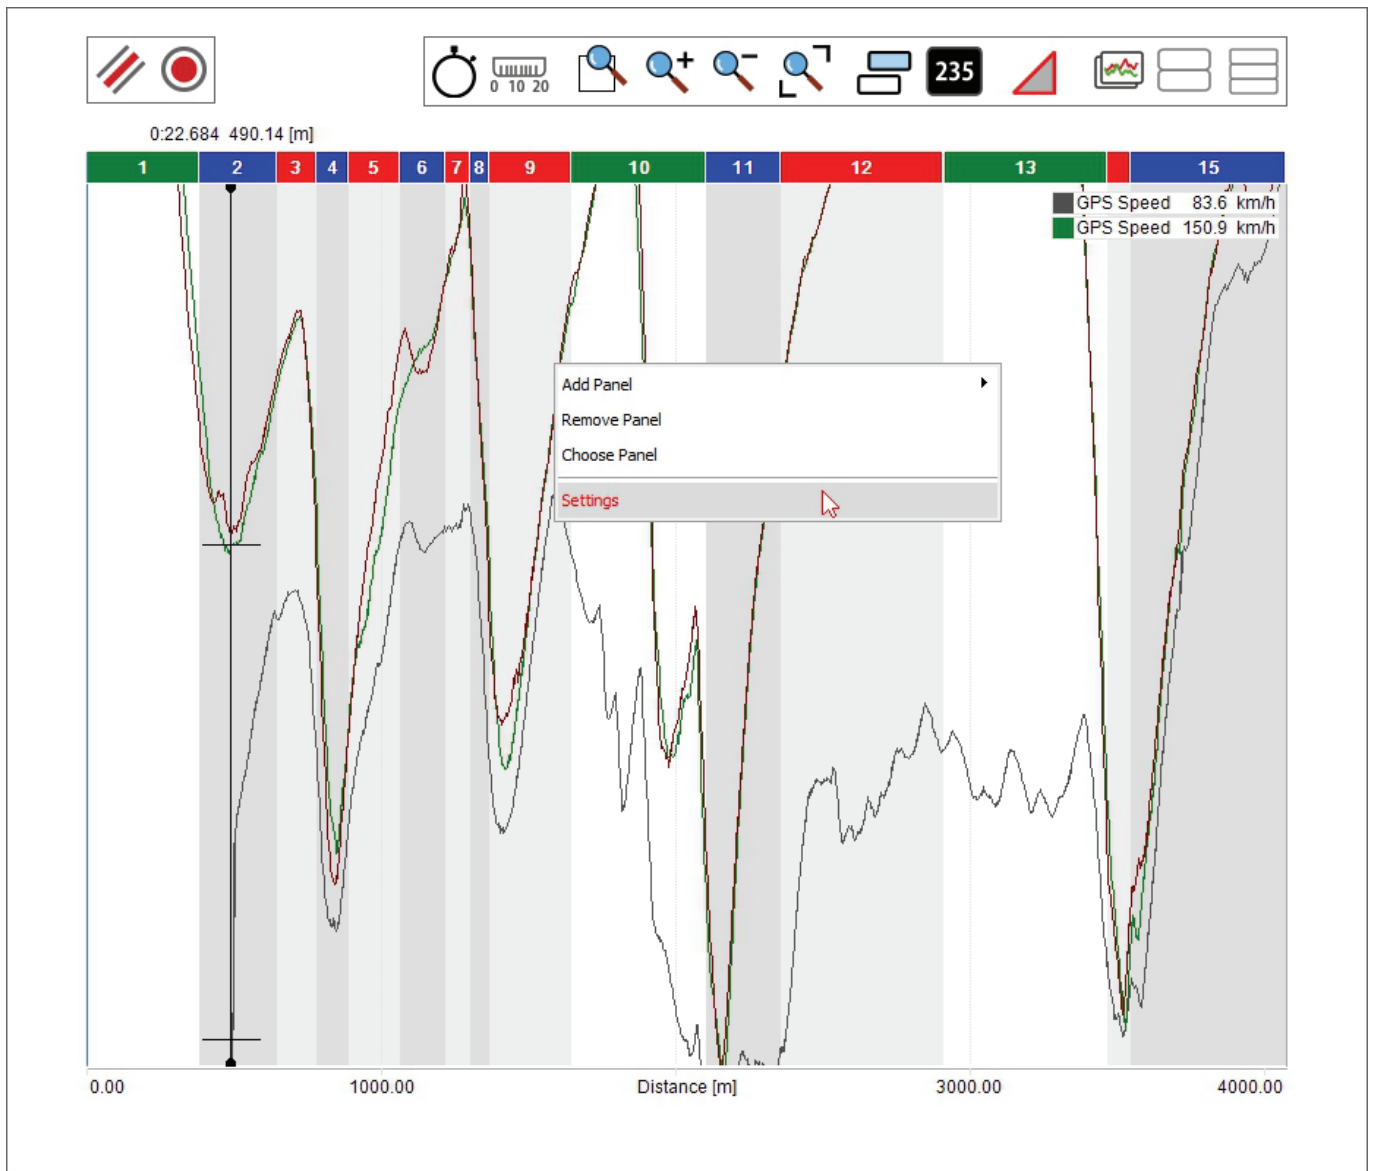 0 10 20
235
0:22.684 490.14 [m]
1 2 3 4 5 6 7 8 9 10 11 12 13 15
GPS Speed 83.6 km/h
GPS Speed 150.9 km/h
Add Panel
Remove Panel
Choose Panel
Settings
0.00 1000.00 Distance [m] 3000.00 4000.00